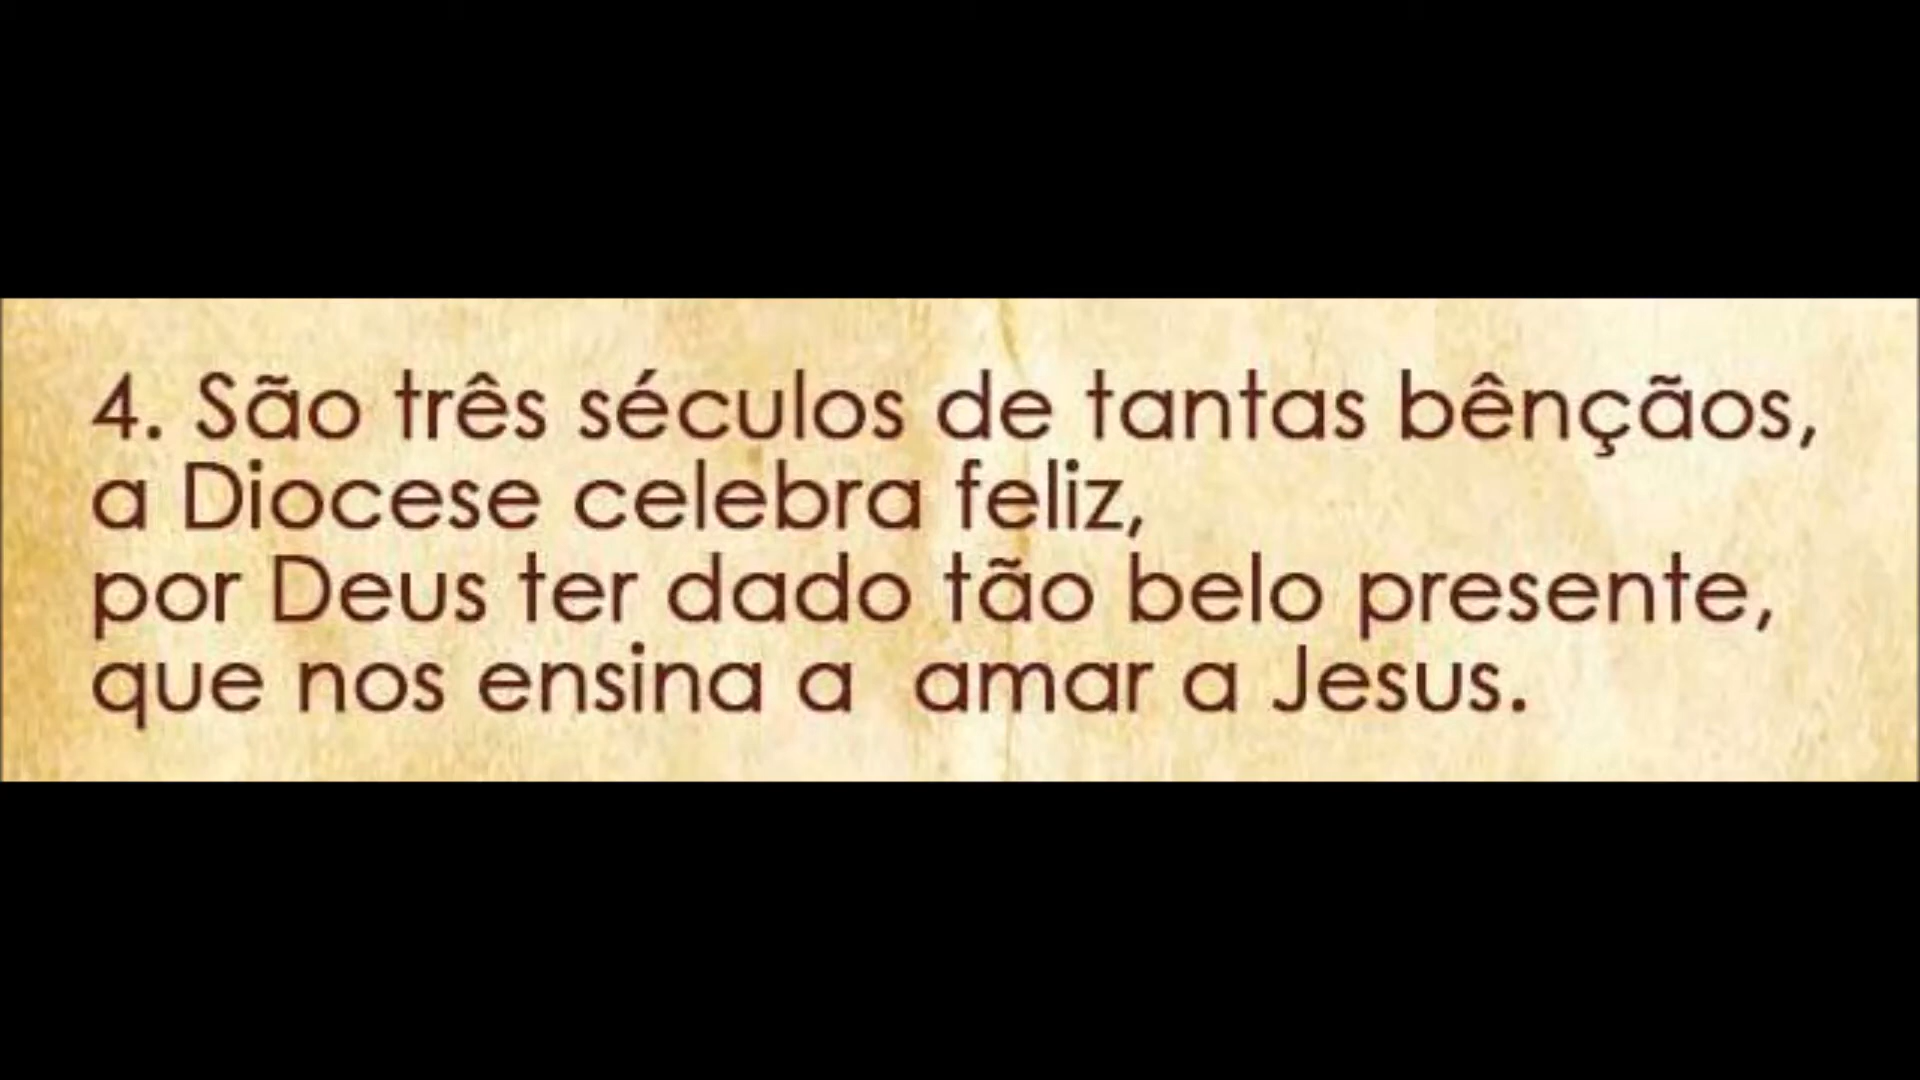 4. São três séculos de tantas bênçãos,
a Diocese celebra feliz,
por Deus ter dado tão belo presente,
que nos ensina a  amar a Jesus.